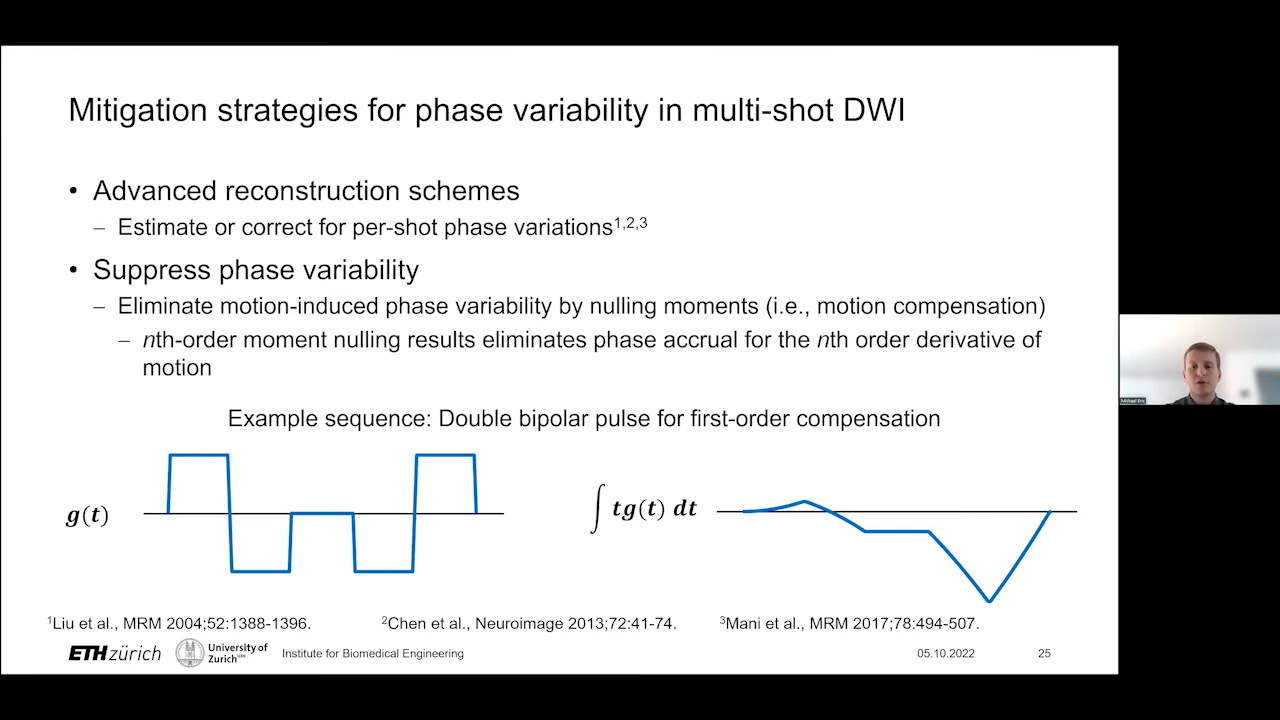 Mitigation strategies for phase variability in multi-shot DWI
• Advanced reconstruction schemes
– Estimate or correct for per-shot phase variations1,2,3
• Suppress phase variability
– Eliminate motion-induced phase variability by nulling moments (i.e., motion compensation)
– nth-order moment nulling results eliminates phase accrual for the nth order derivative of
motion
Example sequence: Double bipolar pulse for first-order compensation
g(t)
∫ tg(t) dt
1Liu et al., MRM 2004;52:1388-1396.
2Chen et al., Neuroimage 2013;72:41-74.
3Mani et al., MRM 2017;78:494-507.
ETH zürich
University of
Zurich UZH
Institute for Biomedical Engineering
05.10.2022
25
Michael Eric